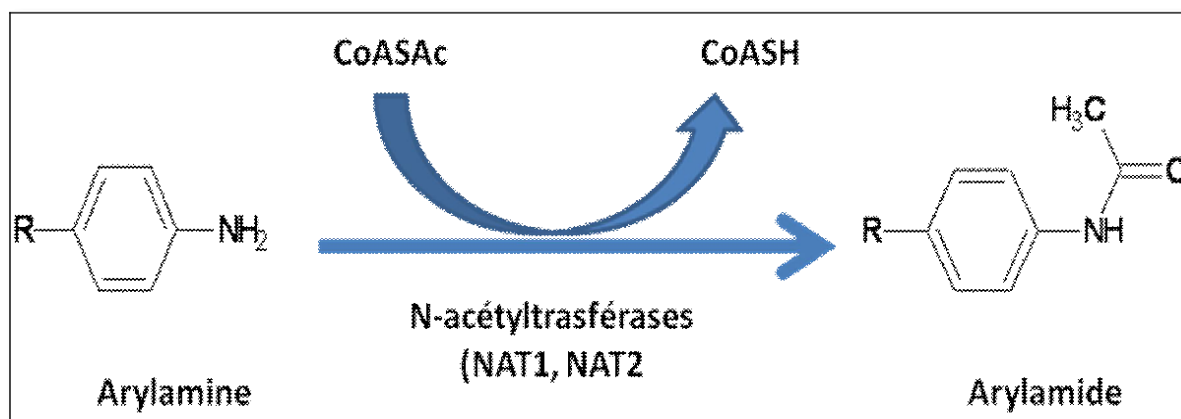 CoASAc
CoASH
H3C
R
NH2
R
NH
O
N-acétyltrasférases
(NAT1, NAT2
Arylamine
Arylamide